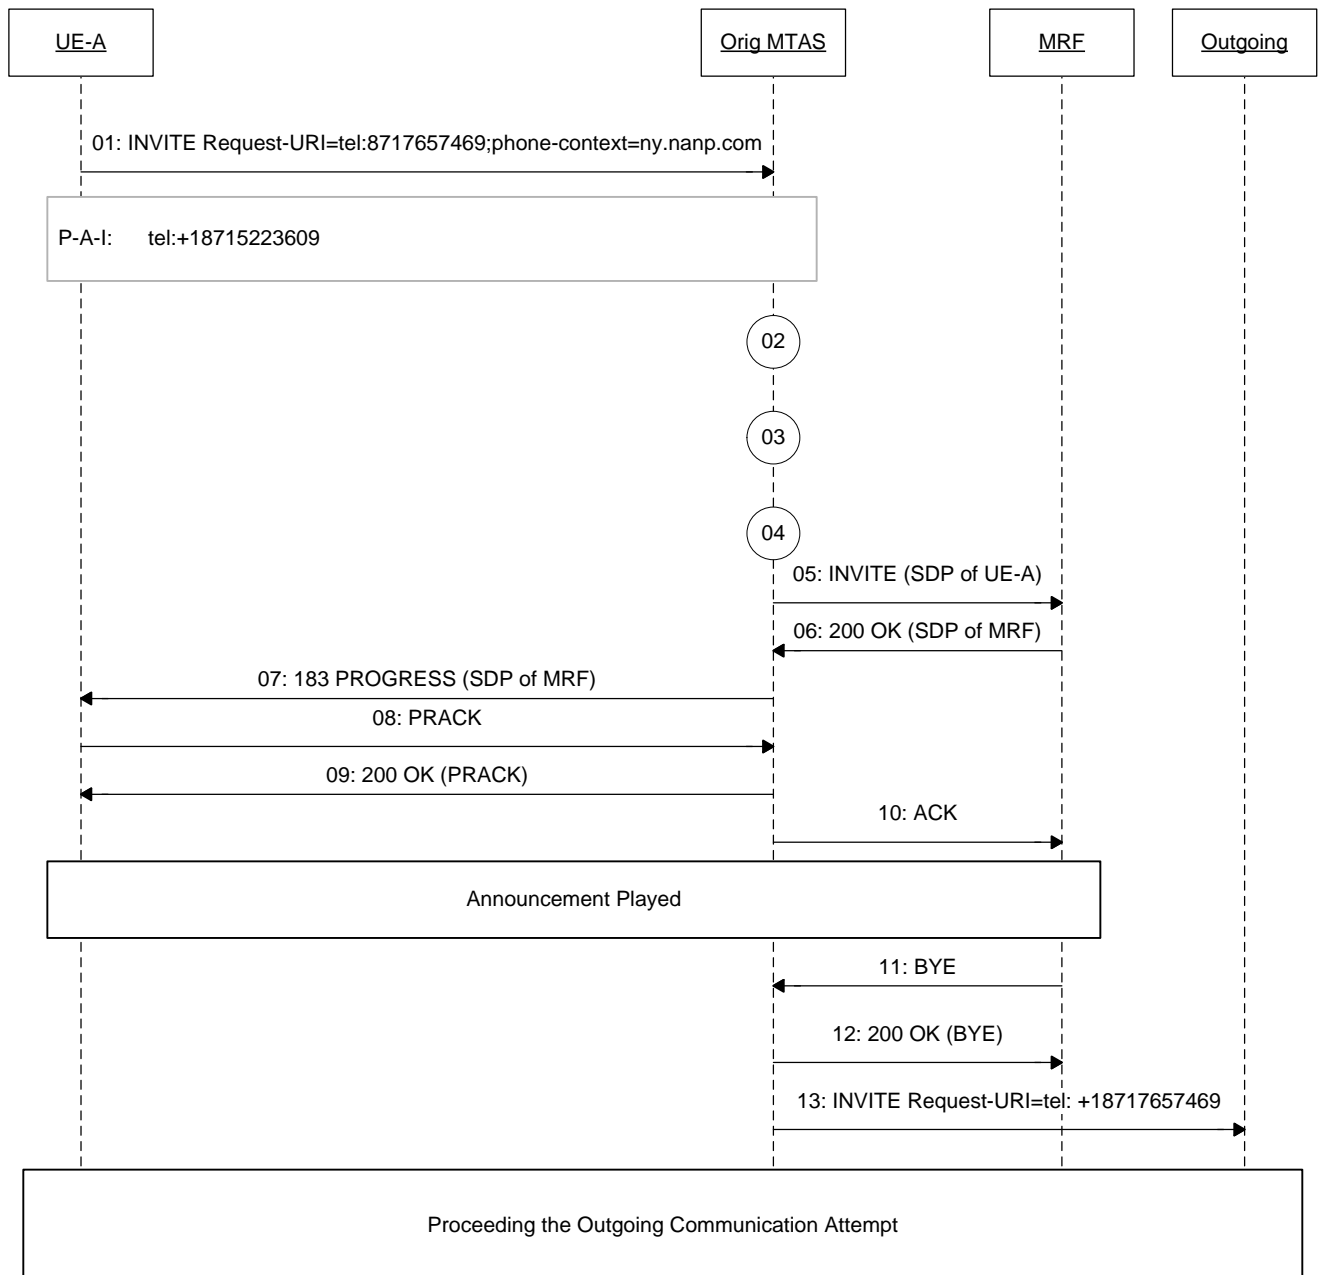 UE-A
Orig MTAS
MRF
Outgoing
01: INVITE Request-URI=tel:8717657469;phone-context=ny.nanp.com
P-A-I: tel:+18715223609
02
03
04
05: INVITE (SDP of UE-A)
06: 200 OK (SDP of MRF)
07: 183 PROGRESS (SDP of MRF)
08: PRACK
09: 200 OK (PRACK)
10: ACK
Announcement Played
11: BYE
12: 200 OK (BYE)
13: INVITE Request-URI=tel: +18717657469
Proceeding the Outgoing Communication Attempt